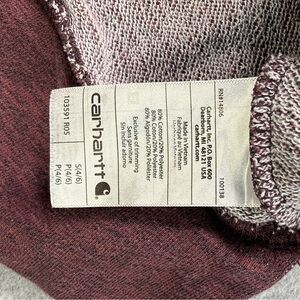 RN#14806
Carhartt, Inc. P.O. Box 600
Dearborn, MI 48121 USA
carhartt.com
100138
Made in Vietnam
Fabriqué au Vietnam
Hecho en Vietnam
80% Cotton/20% Polyester
80% Coton/20% Polyester
80% Algodón/20% Poliéster
Exclusive of trimming
Sans garniture
Sin incluir adorno
carhartt
103591 R05
S(4/6)
P(4/6)
P(4/6)